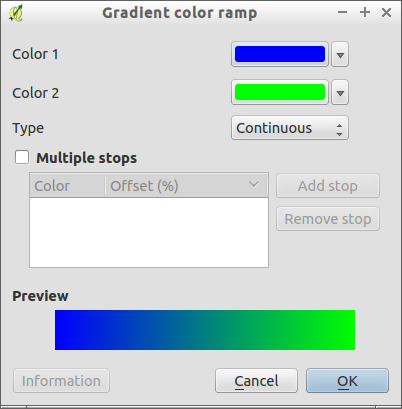 Gradient color ramp
Color 1
Color 2
Type Continuous
Multiple stops
Color Offset (%) Add stop
Remove stop
Preview
Information Cancel OK